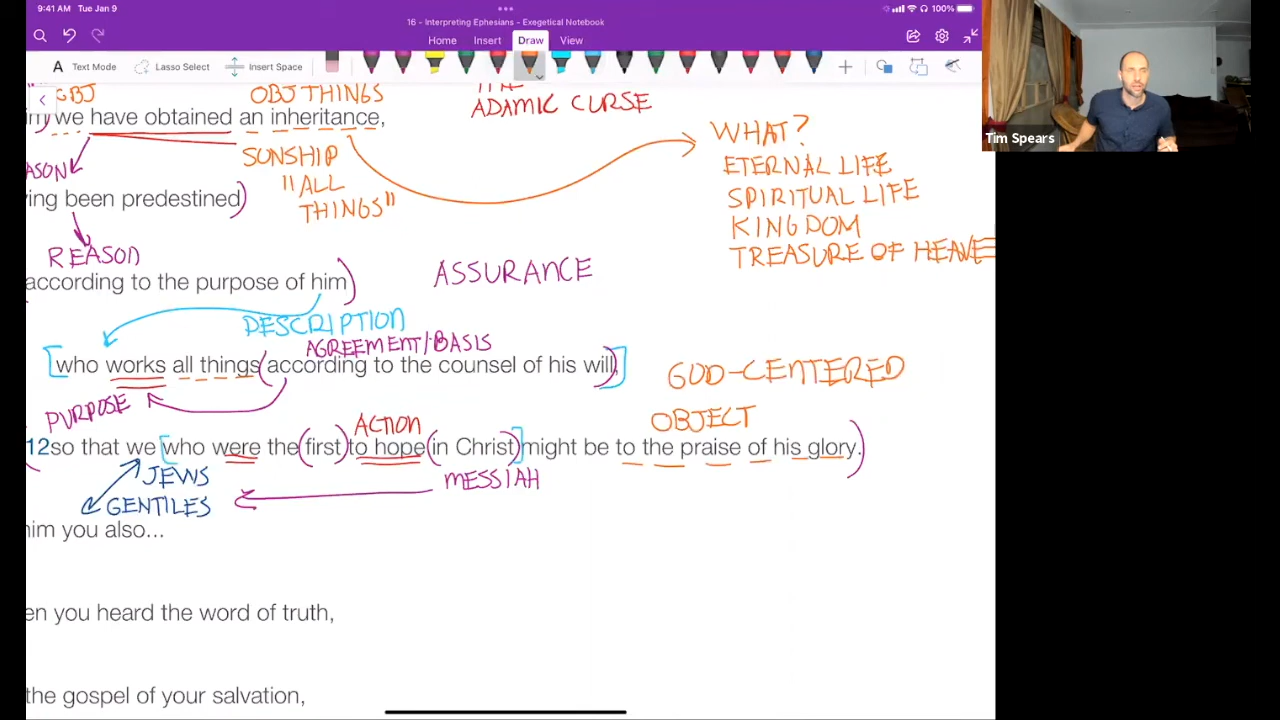 9:41 AM Tue Jan 9
100%
16 - Interpreting Ephesians - Exegetical Notebook
Home Insert Draw View
Text Mode Lasso Select Insert Space
OBJ OBJ THINGS
ADAMIC CURSE
we have obtained an inheritance,
WHAT?
Tim Spears
SONSHIP
ETERNAL LIFE
"ALL
THINGS"
SPIRITUAL LIFE
ving been predestined)
KINGDOM
REASON
TREASURE OF HEAVE
according to the purpose of him)
ASSURANCE
DESCRIPTION
AGREEMENT/BASIS
[who works all things (according to the counsel of his will,)]
GOD-CENTERED
PURPOSE
ACTION
OBJECT
12so that we [who were the (first) to hope (in Christ)] might be to the praise of his glory.)
JEWS
MESSIAH
GENTILES
him you also...
en you heard the word of truth,
the gospel of your salvation,